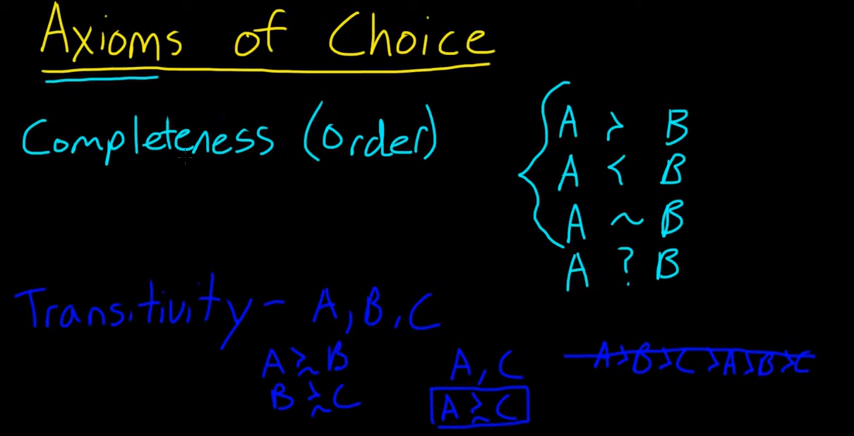 Axioms of Choice
Completeness (Order)
A ≻ B
A ≺ B
A ~ B
A ? B
Transitivity - A, B, C
A ≿ B
B ≿ C
A, C
A ≿ C
A≻B≻C≻A≻B≻C